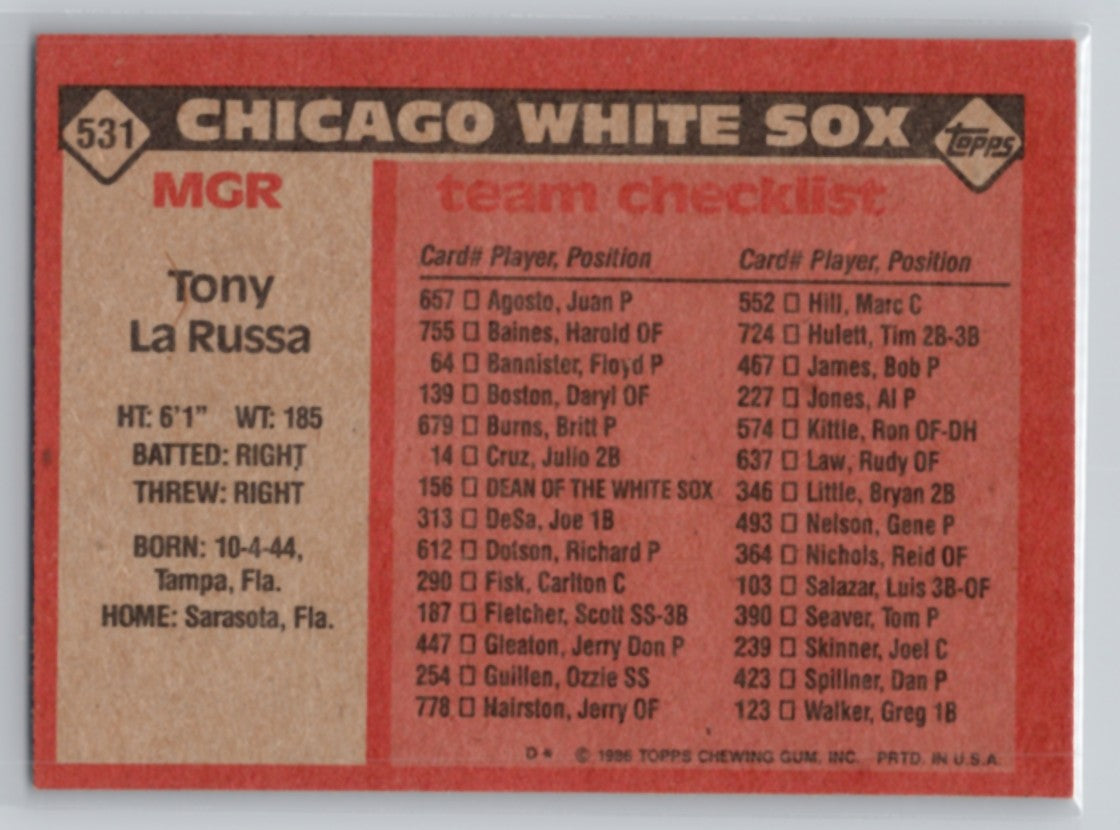 531 CHICAGO WHITE SOX Topps
MGR
Tony
La Russa
HT: 6'1" WT: 185
BATTED: RIGHT
THREW: RIGHT
BORN: 10-4-44,
Tampa, Fla.
HOME: Sarasota, Fla.
team checklist
Card# Player, Position
657 □ Agosto, Juan P
755 □ Baines, Harold OF
64 □ Bannister, Floyd P
139 □ Boston, Daryl OF
679 □ Burns, Britt P
14 □ Cruz, Julio 2B
156 □ DEAN OF THE WHITE SOX
313 □ DeSa, Joe 1B
612 □ Dotson, Richard P
290 □ Fisk, Carlton C
187 □ Fletcher, Scott SS-3B
447 □ Gleaton, Jerry Don P
254 □ Guillen, Ozzie SS
778 □ Hairston, Jerry OF
Card# Player, Position
552 □ Hill, Marc C
724 □ Hulett, Tim 2B-3B
467 □ James, Bob P
227 □ Jones, Al P
574 □ Kittle, Ron OF-DH
637 □ Law, Rudy OF
346 □ Little, Bryan 2B
493 □ Nelson, Gene P
364 □ Nichols, Reid OF
103 □ Salazar, Luis 3B-OF
390 □ Seaver, Tom P
239 □ Skinner, Joel C
423 □ Spillner, Dan P
123 □ Walker, Greg 1B
D* © 1986 TOPPS CHEWING GUM, INC. PRTD. IN U.S.A.